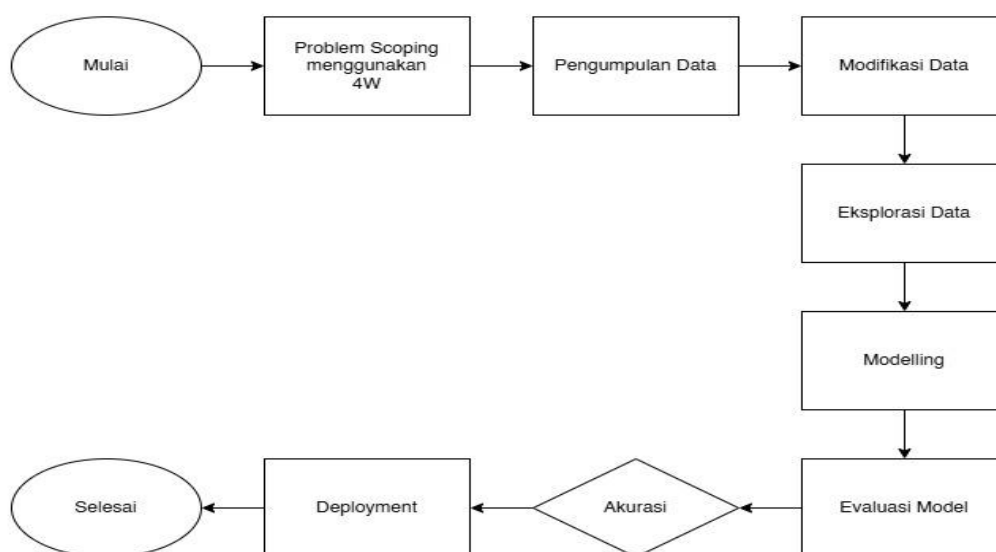 Mulai
Problem Scoping
menggunakan
4W
Pengumpulan Data
Modifikasi Data
Eksplorasi Data
Modelling
Evaluasi Model
Akurasi
Deployment
Selesai